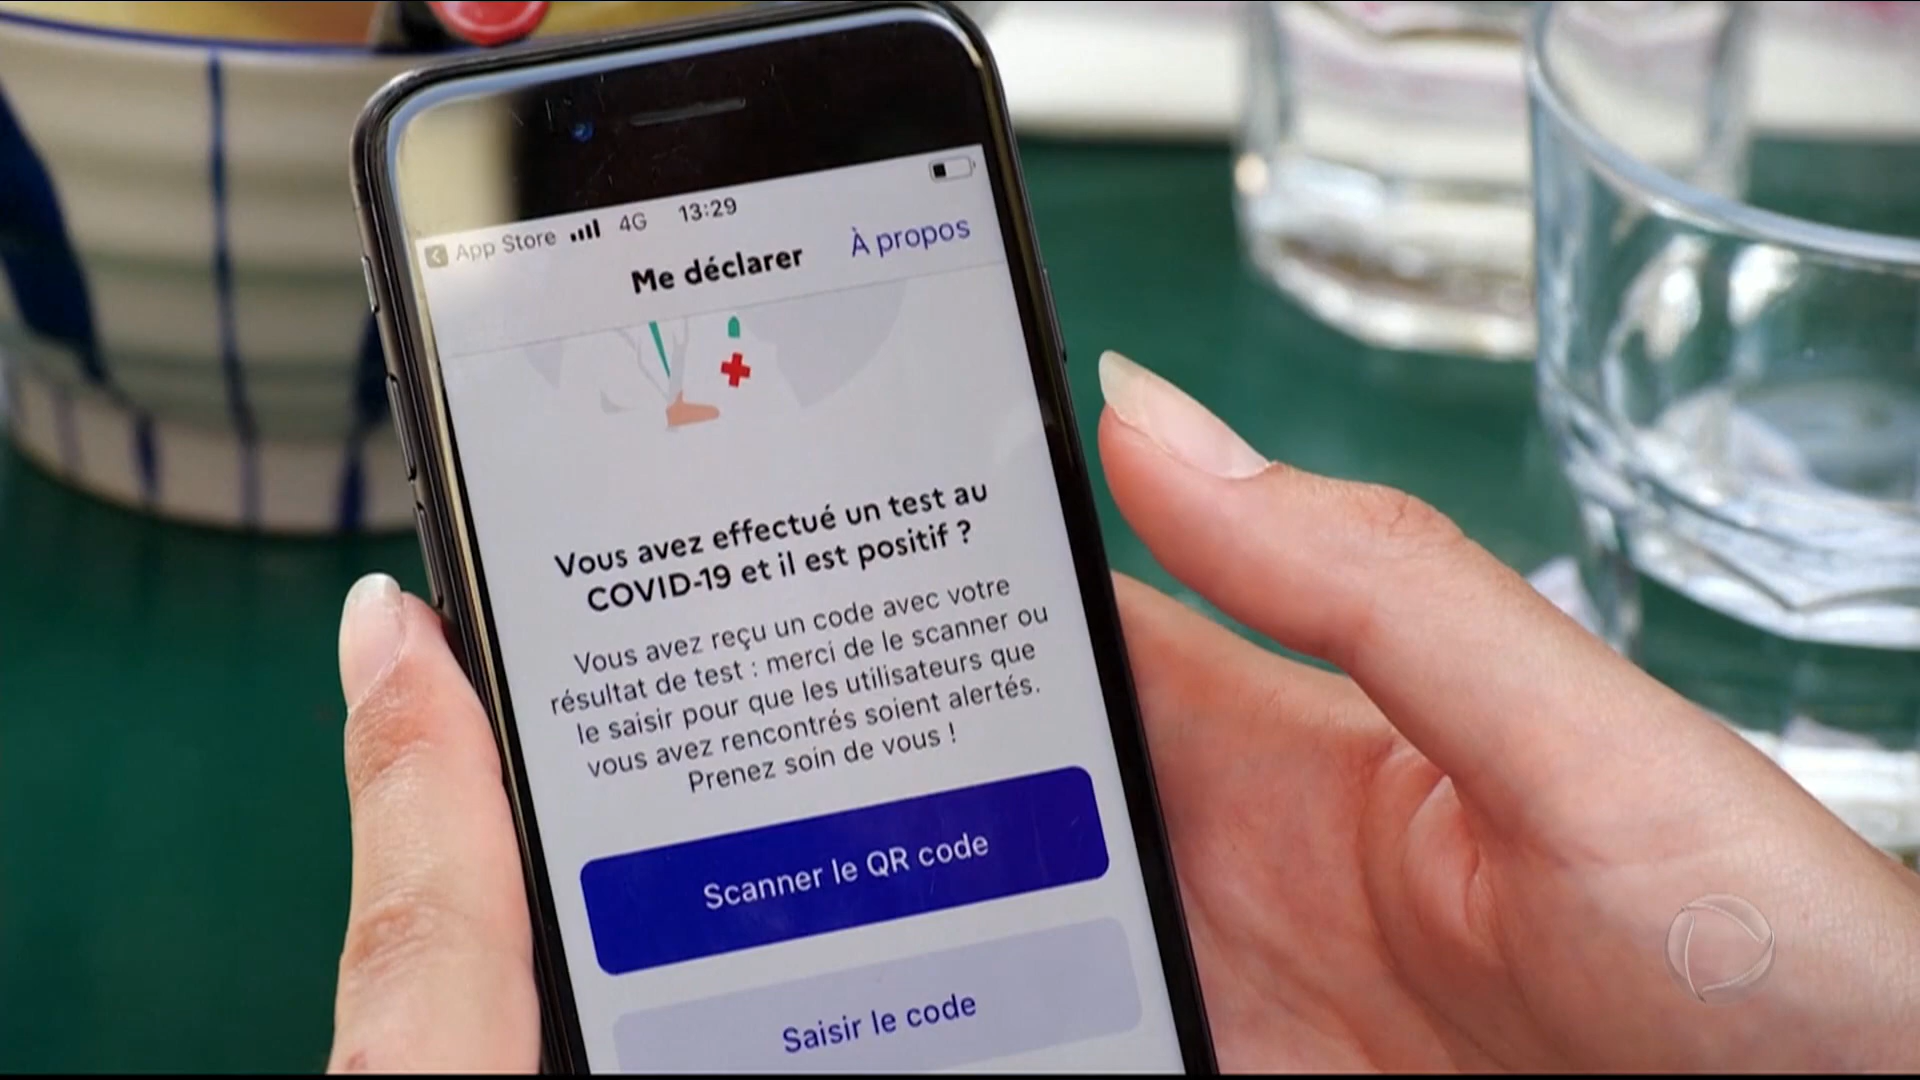 App Store 4G 13:29
Me déclarer À propos
Vous avez effectué un test au
COVID-19 et il est positif ?
Vous avez reçu un code avec votre
résultat de test : merci de le scanner ou
le saisir pour que les utilisateurs que
vous avez rencontrés soient alertés.
Prenez soin de vous !
Scanner le QR code
Saisir le code